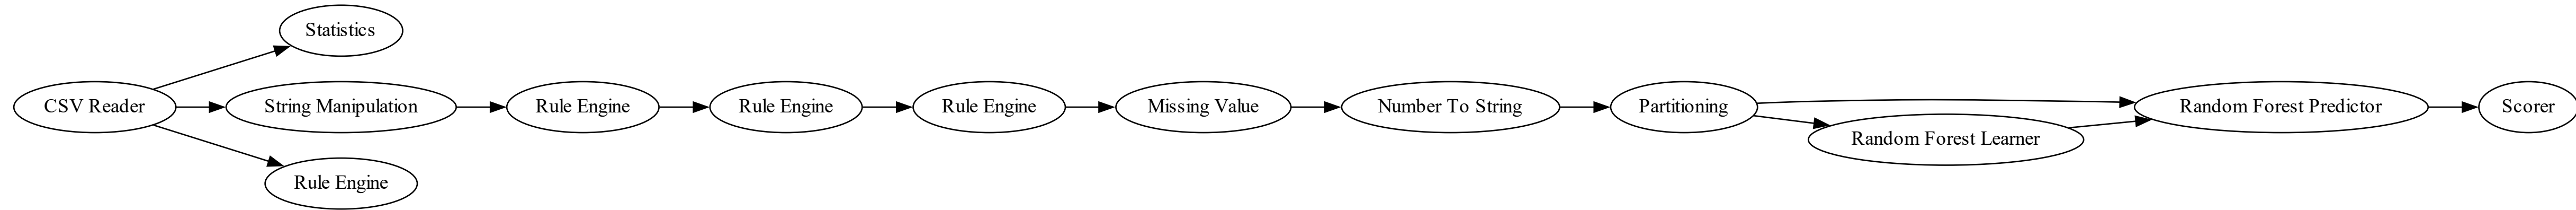 Statistics
CSV Reader
String Manipulation
Rule Engine
Rule Engine
Rule Engine
Missing Value
Number To String
Partitioning
Random Forest Predictor
Scorer
Random Forest Learner
Rule Engine